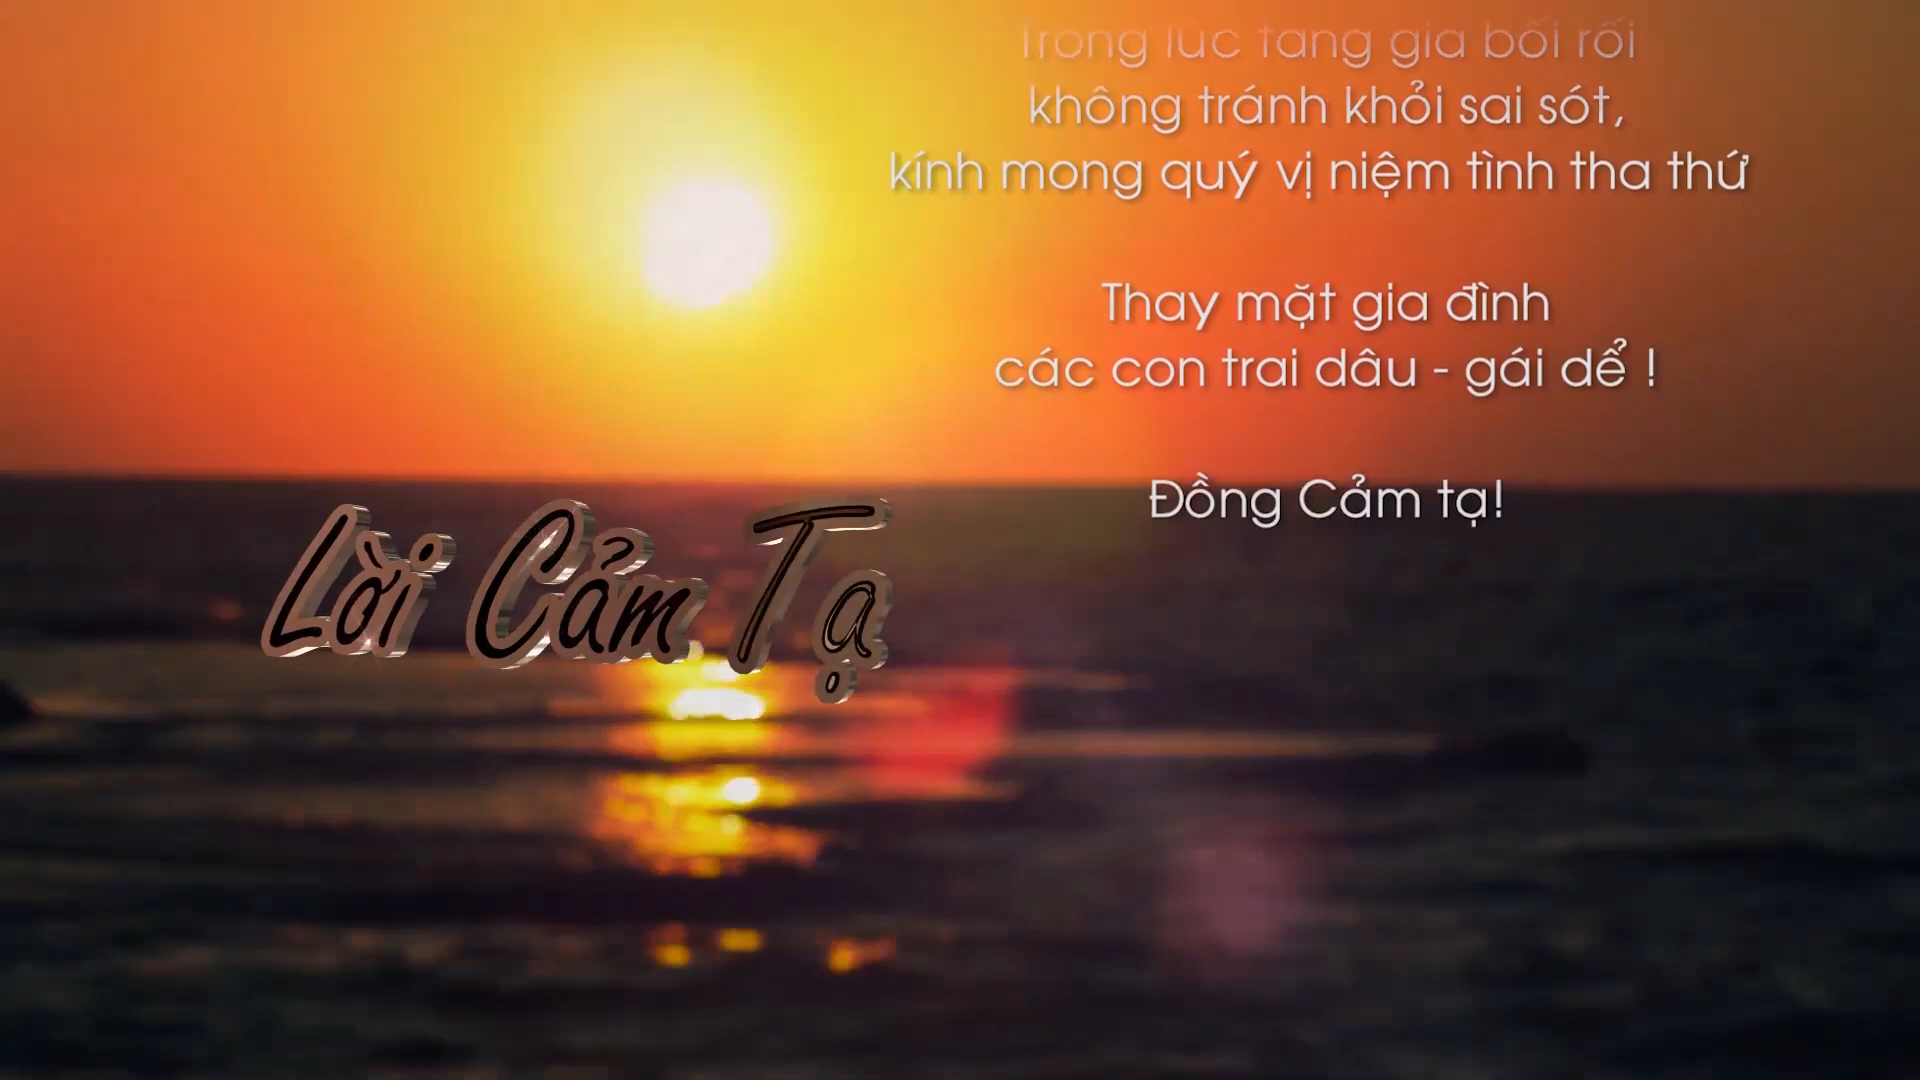 Trong lúc tang gia bối rối
không tránh khỏi sai sót,
kính mong quý vị niệm tình tha thứ
Thay mặt gia đình
các con trai dâu - gái dể !
Đồng Cảm tạ!
Lời Cảm Tạ